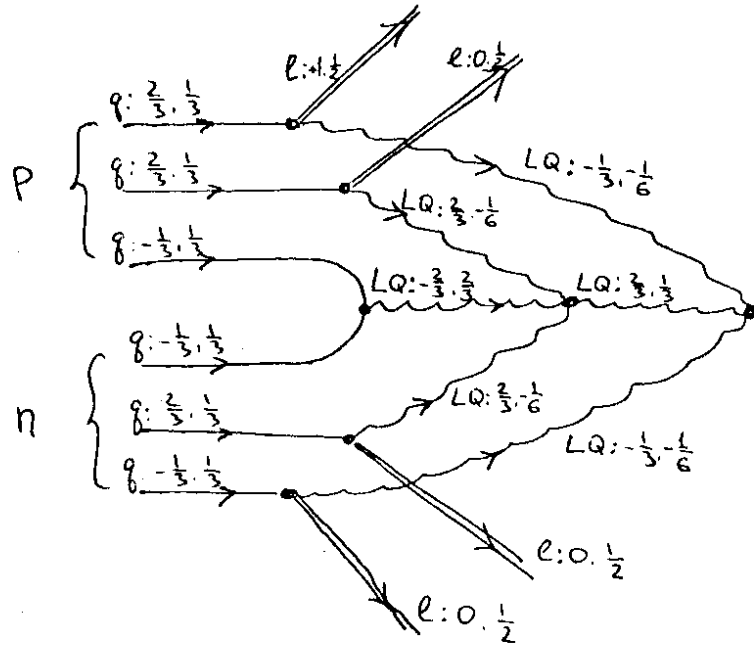 ℓ: +1, 1/2
ℓ: 0, 1/2
q: 2/3, 1/3
LQ: -1/3, -1/6
q: 2/3, 1/3
P
LQ: 2/3, -1/6
q: -1/3, 1/3
LQ: -2/3, 2/3
LQ: 2/3, 1/3
q: -1/3, 1/3
n
q: 2/3, 1/3
LQ: 2/3, -1/6
q: -1/3, 1/3
LQ: -1/3, -1/6
ℓ: 0, 1/2
ℓ: 0, 1/2